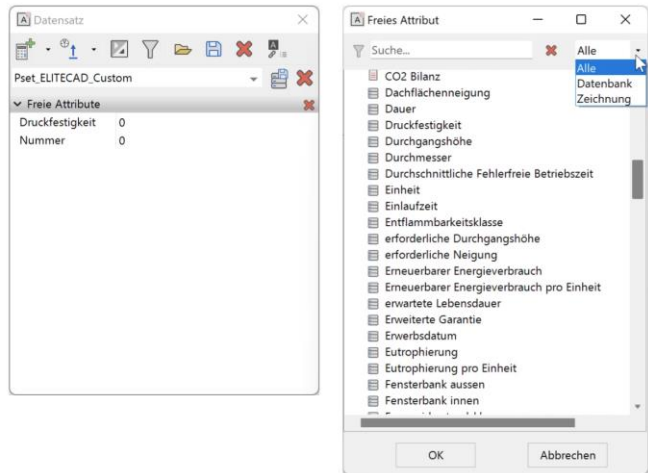 Datensatz
Pset_ELITECAD_Custom
Freie Attribute
Druckfestigkeit 0
Nummer 0
Freies Attribut
Suche...
Alle
Alle
Datenbank
Zeichnung
CO2 Bilanz
Dachflächenneigung
Dauer
Druckfestigkeit
Durchgangshöhe
Durchmesser
Durchschnittliche Fehlerfreie Betriebszeit
Einheit
Einlaufzeit
Entflammbarkeitsklasse
erforderliche Durchgangshöhe
erforderliche Neigung
Erneuerbarer Energieverbrauch
Erneuerbarer Energieverbrauch pro Einheit
erwartete Lebensdauer
Erweiterte Garantie
Erwerbsdatum
Eutrophierung
Eutrophierung pro Einheit
Fensterbank aussen
Fensterbank innen
OK
Abbrechen